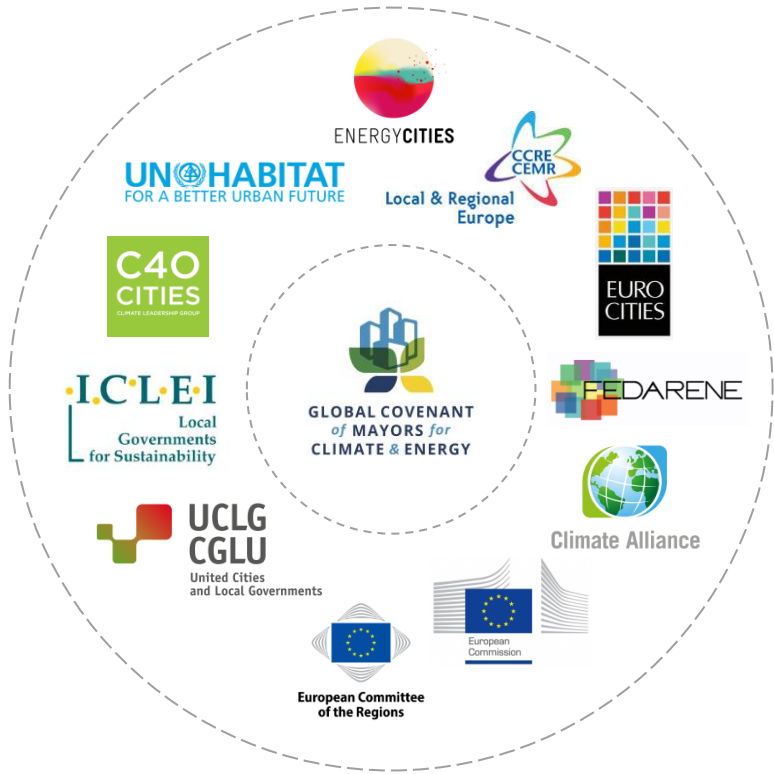 ENERGYCITIES
CCRE
CEMR
Local & Regional
Europe
UN HABITAT
FOR A BETTER URBAN FUTURE
EURO
CITIES
C40
CITIES
CLIMATE LEADERSHIP GROUP
GLOBAL COVENANT
of MAYORS for
CLIMATE & ENERGY
FEDARENE
I.C.L.E.I
Local
Governments
for Sustainability
Climate Alliance
UCLG
CGLU
United Cities
and Local Governments
European
Commission
European Committee
of the Regions